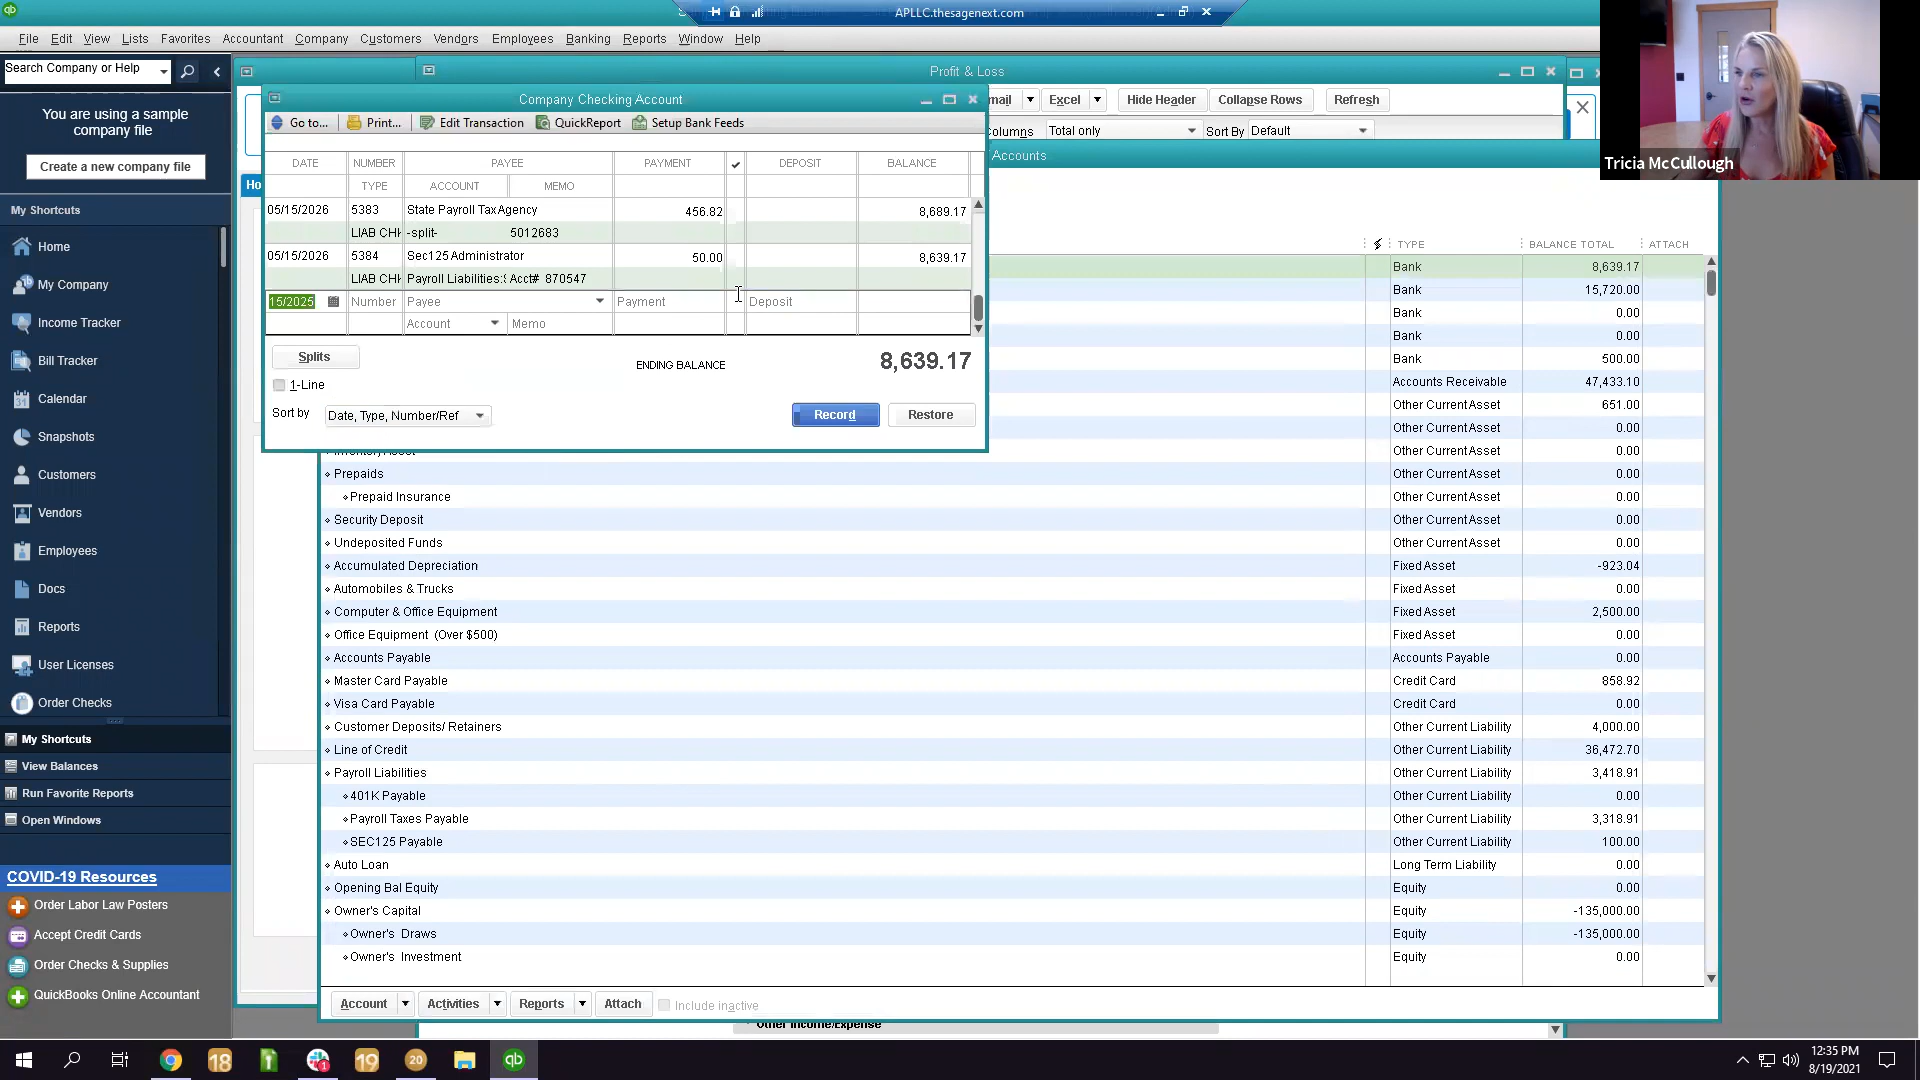 APLLC.thesagenext.com
File Edit View Lists Favorites Accountant Company Customers Vendors Employees Banking Reports Window Help
Search Company or Help
You are using a sample
company file
Create a new company file
My Shortcuts
Home
My Company
Income Tracker
Bill Tracker
Calendar
Snapshots
Customers
Vendors
Employees
Docs
Reports
User Licenses
Order Checks
My Shortcuts
View Balances
Run Favorite Reports
Open Windows
COVID-19 Resources
Order Labor Law Posters
Accept Credit Cards
Order Checks & Supplies
QuickBooks Online Accountant
Profit & Loss
Excel Hide Header Collapse Rows Refresh
Total only Sort By Default
Accounts
Ho
Company Checking Account
Go to... Print... Edit Transaction QuickReport Setup Bank Feeds
DATE NUMBER PAYEE PAYMENT ✓ DEPOSIT BALANCE
TYPE ACCOUNT MEMO
05/15/2026 5383 State Payroll Tax Agency 456.82 8,689.17
LIAB CHK -split- 5012683
05/15/2026 5384 Sec125 Administrator 50.00 8,639.17
LIAB CHK Payroll Liabilities:S Acct# 870547
15/2025 Number Payee Payment Deposit
Account Memo
Splits
ENDING BALANCE 8,639.17
1-Line
Sort by Date, Type, Number/Ref Record Restore
TYPE BALANCE TOTAL ATTACH
Bank 8,639.17
Bank 15,720.00
Bank 0.00
Bank 0.00
Bank 500.00
Accounts Receivable 47,433.10
Other Current Asset 651.00
Other Current Asset 0.00
Other Current Asset 0.00
Prepaids Other Current Asset 0.00
Prepaid Insurance Other Current Asset 0.00
Security Deposit Other Current Asset 0.00
Undeposited Funds Other Current Asset 0.00
Accumulated Depreciation Fixed Asset -923.04
Automobiles & Trucks Fixed Asset 0.00
Computer & Office Equipment Fixed Asset 2,500.00
Office Equipment (Over $500) Fixed Asset 0.00
Accounts Payable Accounts Payable 0.00
Master Card Payable Credit Card 858.92
Visa Card Payable Credit Card 0.00
Customer Deposits/ Retainers Other Current Liability 4,000.00
Line of Credit Other Current Liability 36,472.70
Payroll Liabilities Other Current Liability 3,418.91
401K Payable Other Current Liability 0.00
Payroll Taxes Payable Other Current Liability 3,318.91
SEC125 Payable Other Current Liability 100.00
Auto Loan Long Term Liability 0.00
Opening Bal Equity Equity 0.00
Owner's Capital Equity -135,000.00
Owner's Draws Equity -135,000.00
Owner's Investment Equity 0.00
Account Activities Reports Attach Include inactive
Other Income/Expense
Tricia McCullough
18 19 20
12:35 PM
8/19/2021